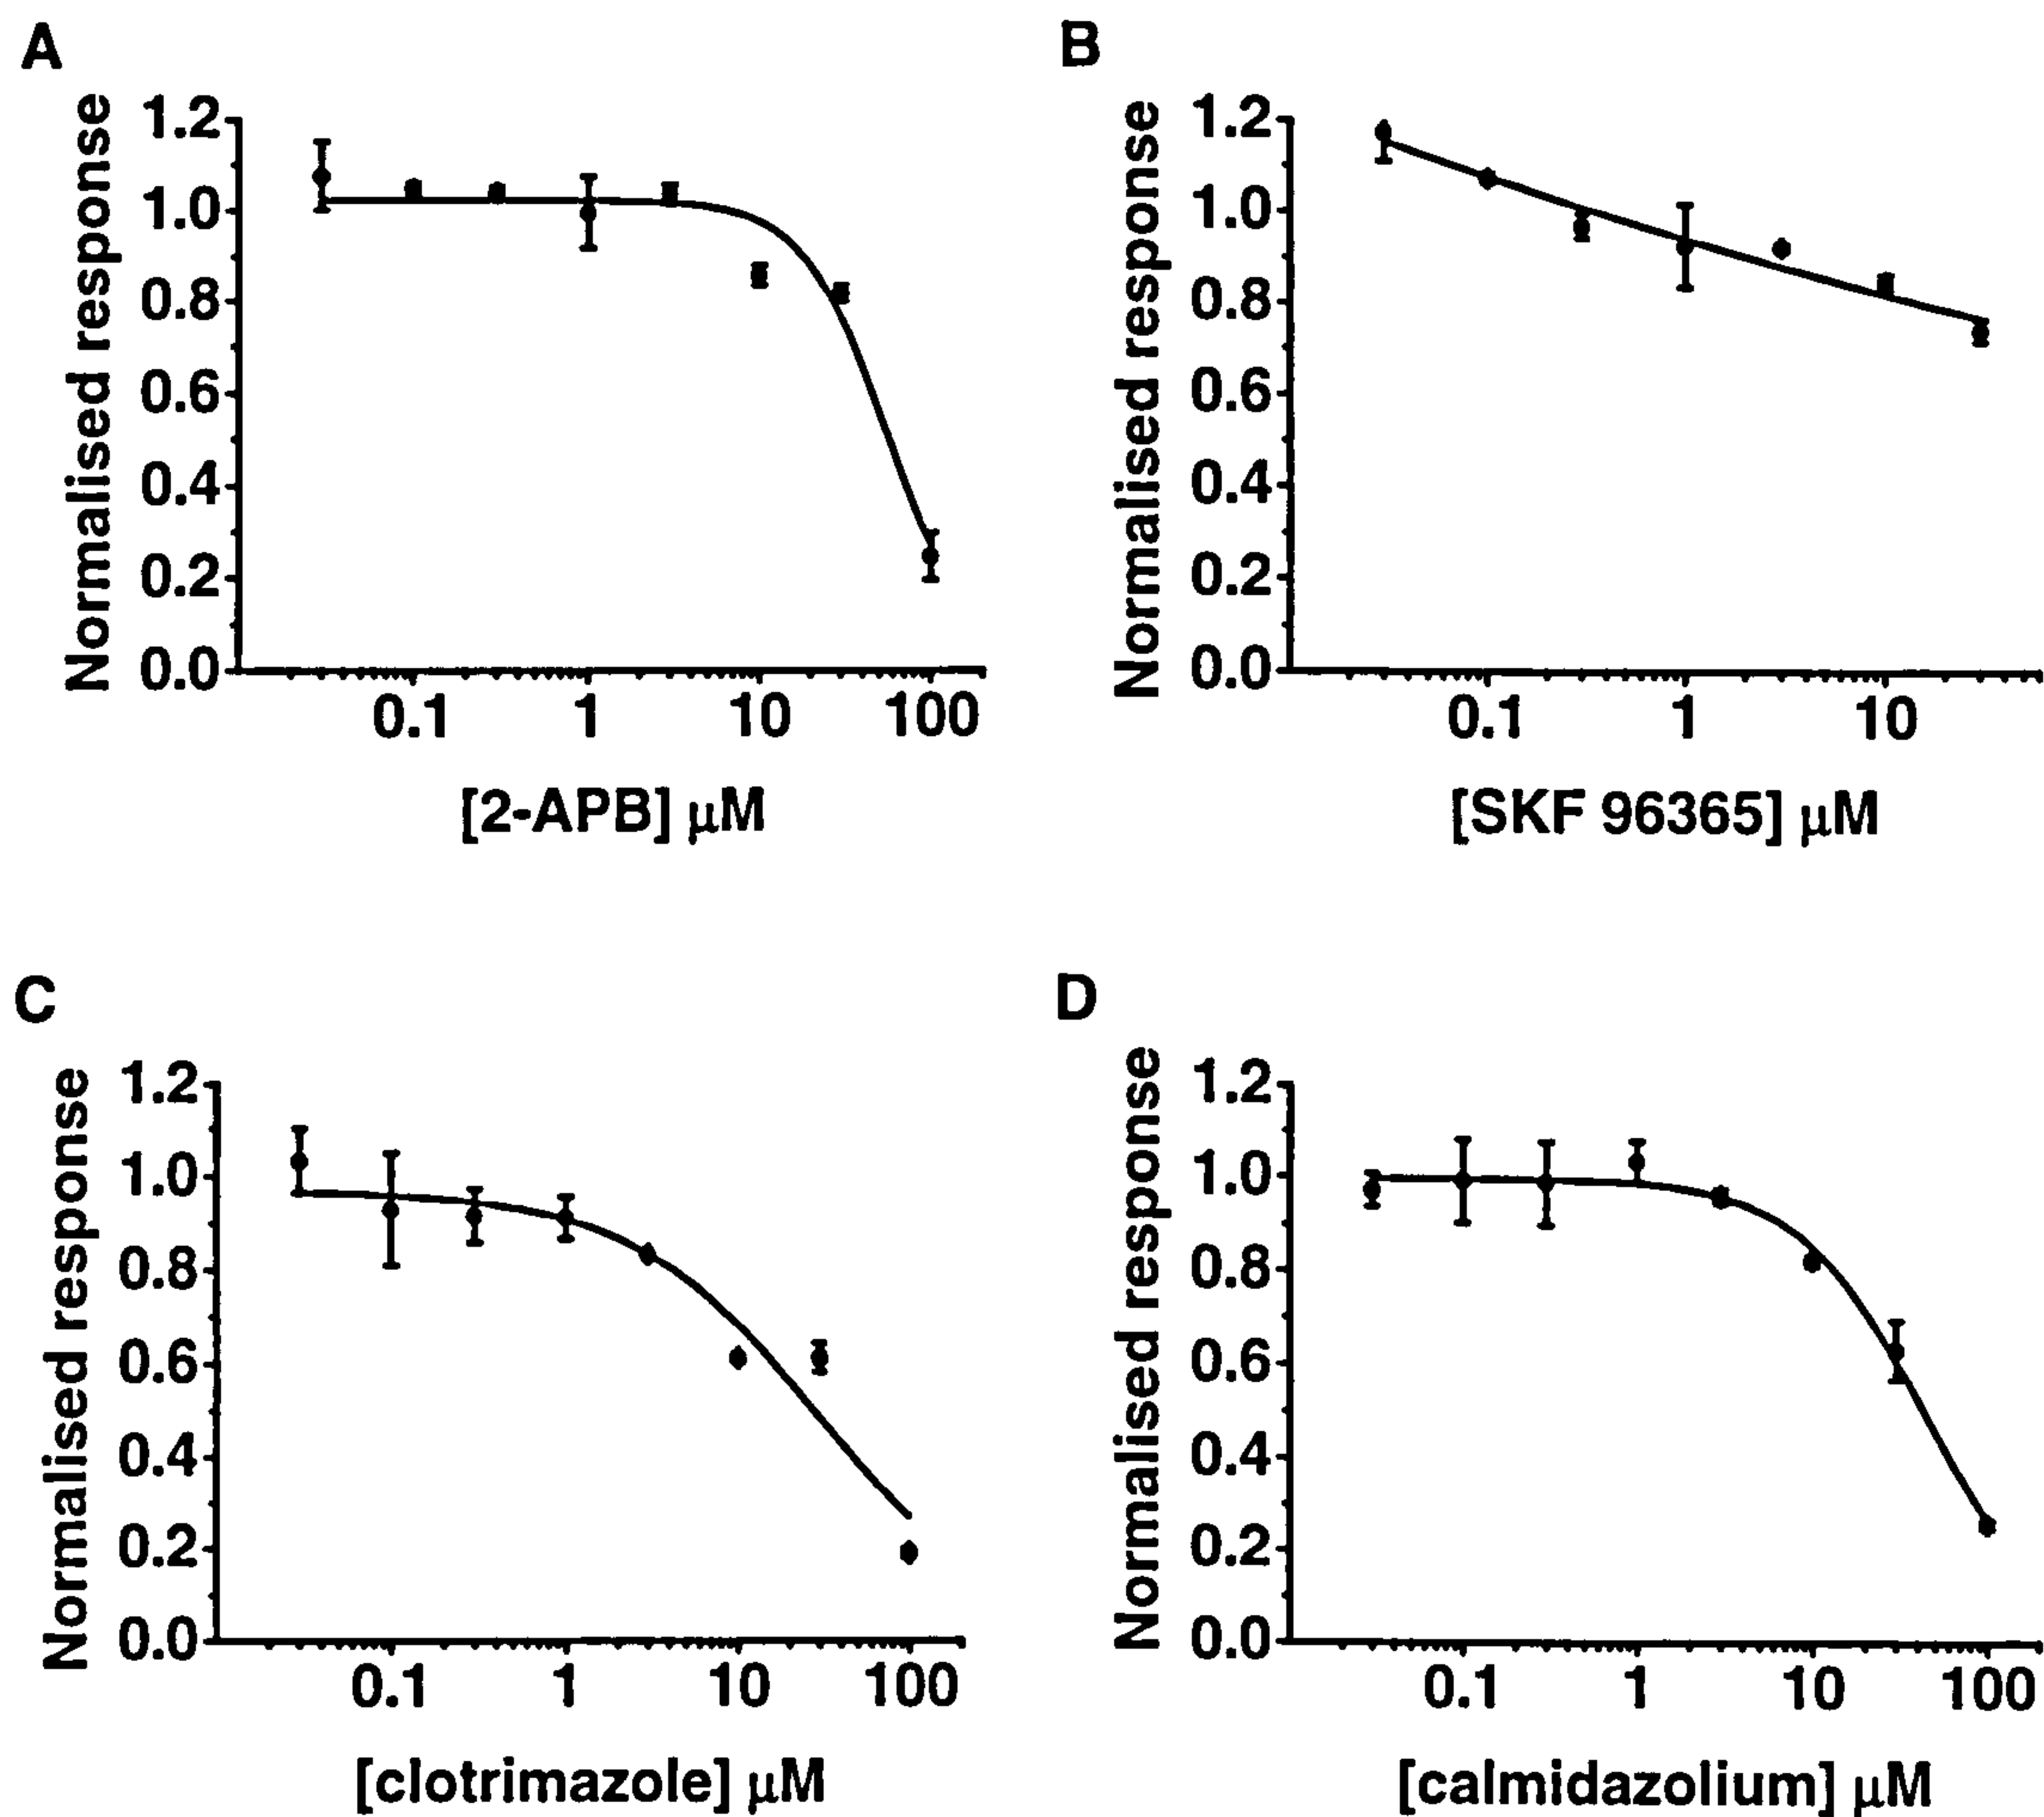 A
Normalised response
1.2
1.0
0.8
0.6
0.4
0.2
0.0
0.1 1 10 100
[2-APB] µM
B
Normalised response
1.2
1.0
0.8
0.6
0.4
0.2
0.0
0.1 1 10
[SKF 96365] µM
C
Normalised response
1.2
1.0
0.8
0.6
0.4
0.2
0.0
0.1 1 10 100
[clotrimazole] µM
D
Normalised response
1.2
1.0
0.8
0.6
0.4
0.2
0.0
0.1 1 10 100
[calmidazolium] µM